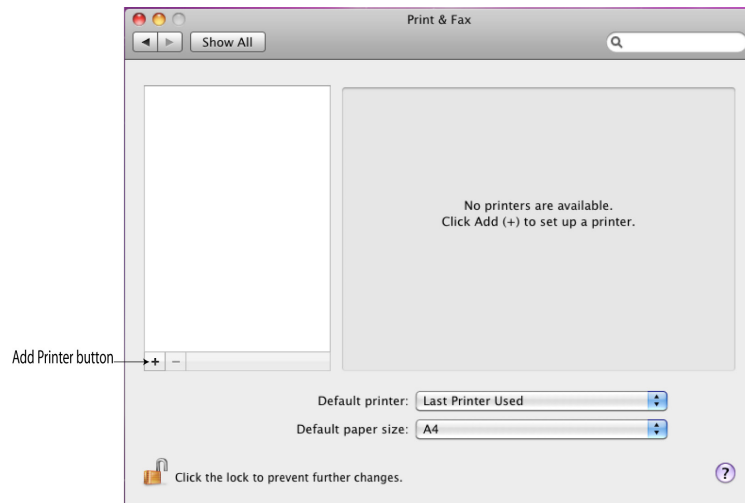 Print & Fax
Show All
No printers are available.
Click Add (+) to set up a printer.
Add Printer button
+ −
Default printer: Last Printer Used
Default paper size: A4
Click the lock to prevent further changes.
?